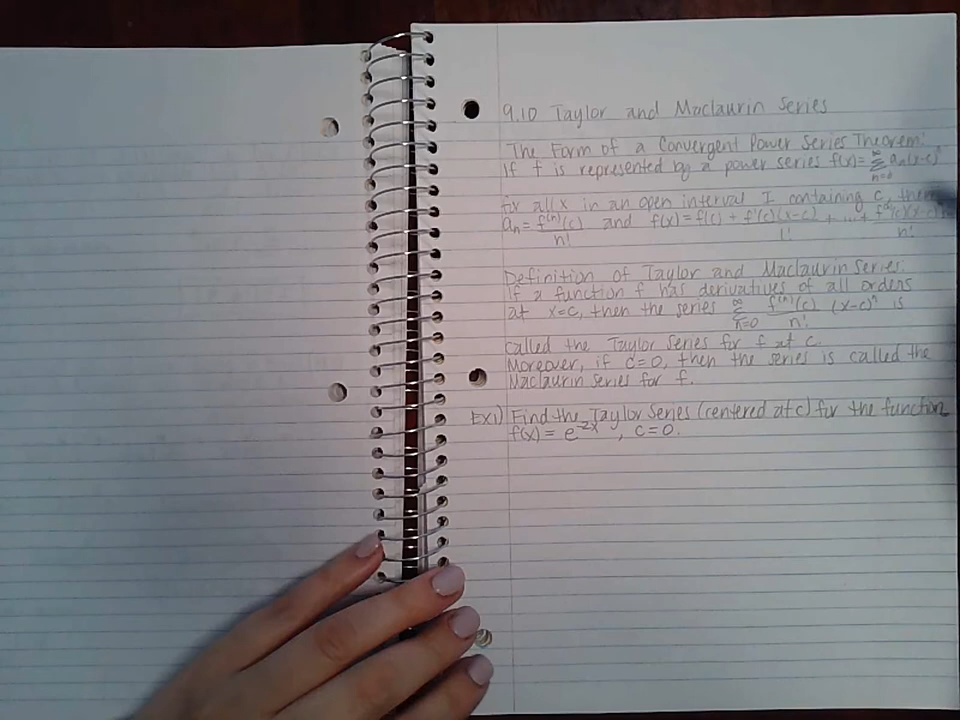 9.10 Taylor and Maclaurin Series
The Form of a Convergent Power Series Theorem:
If f is represented by a power series f(x) = ∞Σn=0 an(x-c)^n
for all x in an open interval I containing c, then
an = f^(n)(c)/n! and f(x) = f(c) + f'(c)(x-c)/1! + ... + f^(n)(c)(x-c)^n/n!
Definition of Taylor and Maclaurin Series:
If a function f has derivatives of all orders
at x=c, then the series ∞Σn=0 f^(n)(c)/n! (x-c)^n is
called the Taylor Series for f at c.
Moreover, if c=0, then the series is called the
Maclaurin Series for f.
Ex1) Find the Taylor Series (centered at c) for the function
f(x) = e^-2x, c=0.